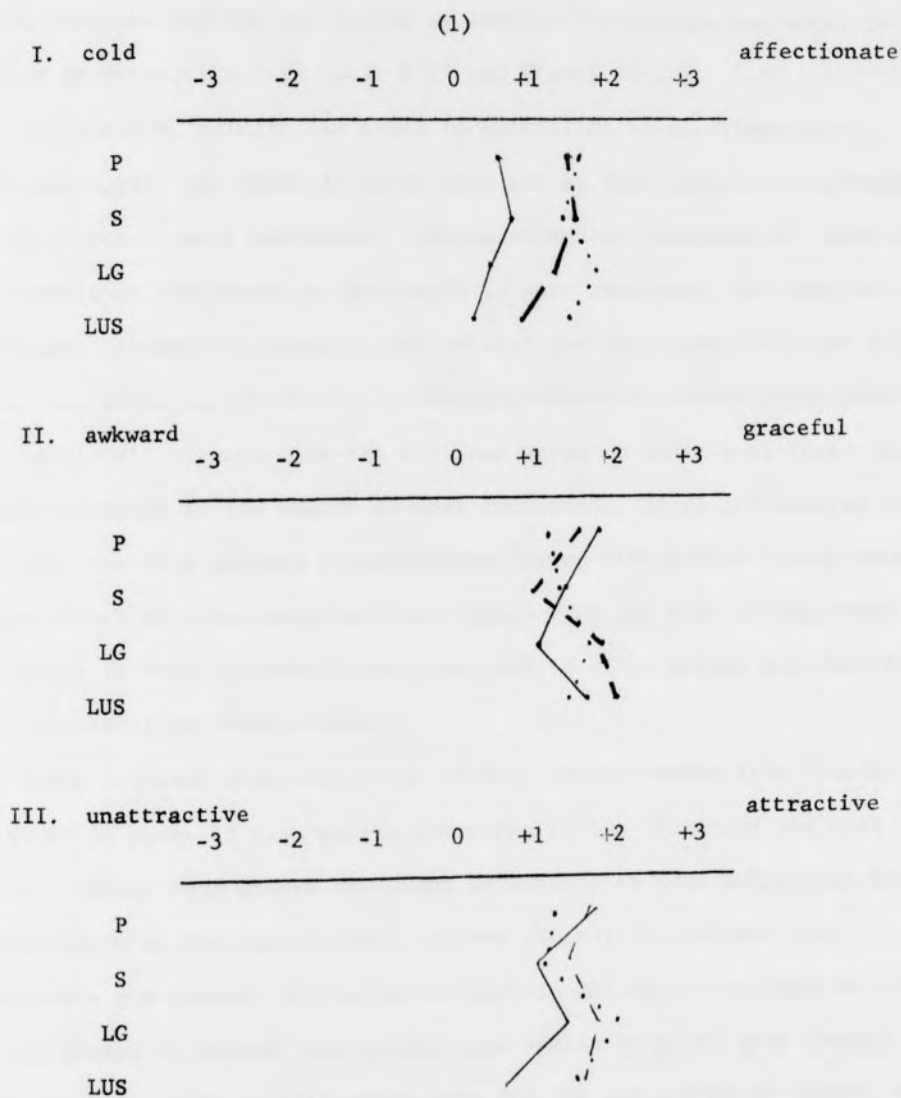 (1)
I. cold affectionate
-3 -2 -1 0 +1 +2 +3
P
S
LG
LUS
II. awkward graceful
-3 -2 -1 0 +1 +2 +3
P
S
LG
LUS
III. unattractive attractive
-3 -2 -1 0 +1 +2 +3
P
S
LG
LUS